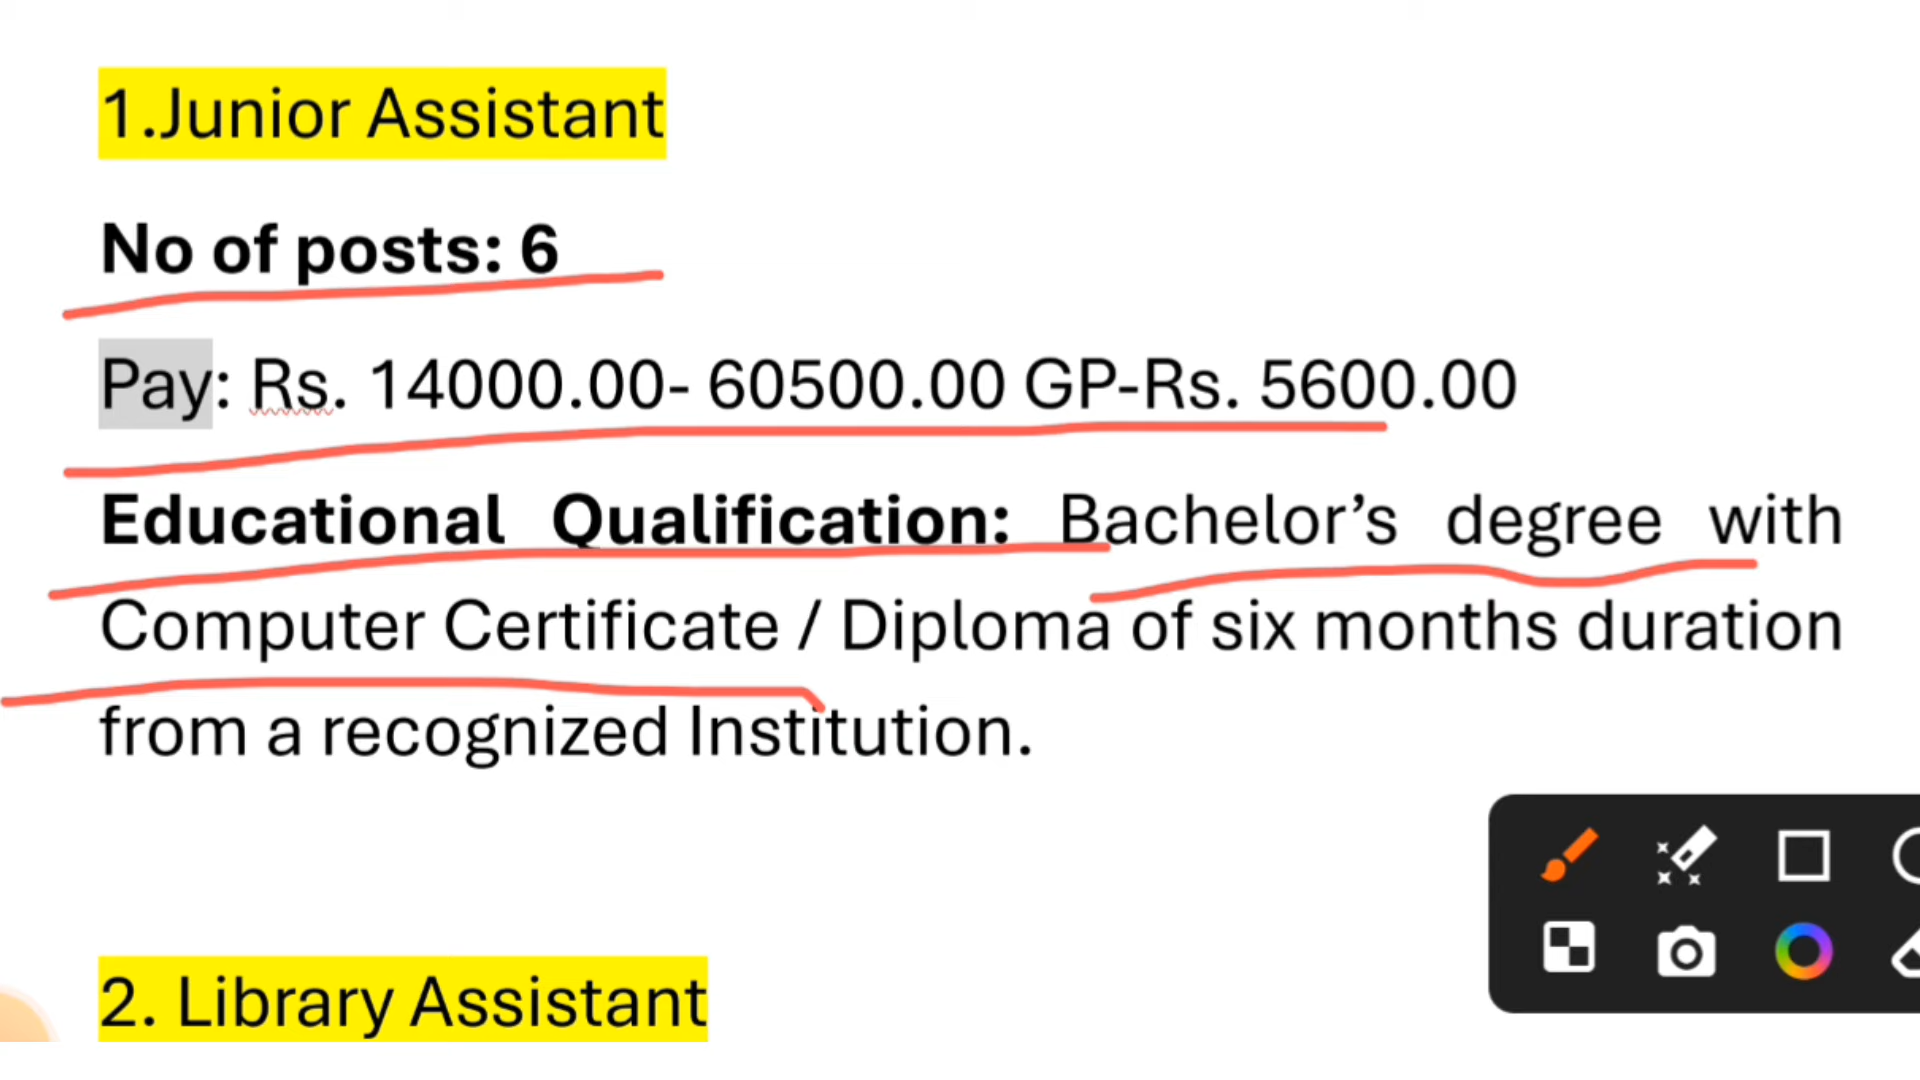 1.Junior Assistant
No of posts: 6
Pay: Rs. 14000.00- 60500.00 GP-Rs. 5600.00
Educational Qualification: Bachelor’s degree with
Computer Certificate / Diploma of six months duration
from a recognized Institution.
2. Library Assistant